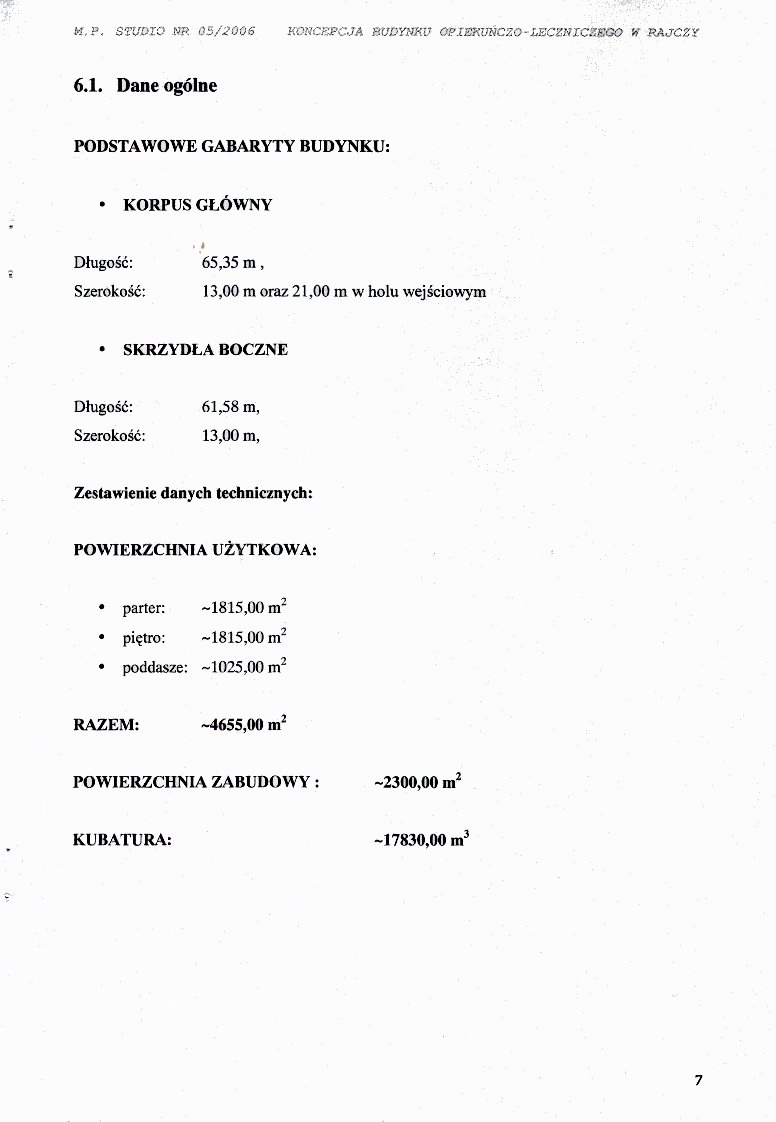 M.P. STUDIO NR 05/2006 KONCEPCJA BUDYNKU OPIEKUŃCZO-LECZNICZEGO W RAJCZY
6.1. Dane ogólne
PODSTAWOWE GABARYTY BUDYNKU:
• KORPUS GŁÓWNY
Długość: 65,35 m ,
Szerokość: 13,00 m oraz 21,00 m w holu wejściowym
• SKRZYDŁA BOCZNE
Długość: 61,58 m,
Szerokość: 13,00 m,
Zestawienie danych technicznych:
POWIERZCHNIA UŻYTKOWA:
• parter: ~1815,00 m²
• piętro: ~1815,00 m²
• poddasze: ~1025,00 m²
RAZEM: ~4655,00 m²
POWIERZCHNIA ZABUDOWY : ~2300,00 m²
KUBATURA: ~17830,00 m³
7